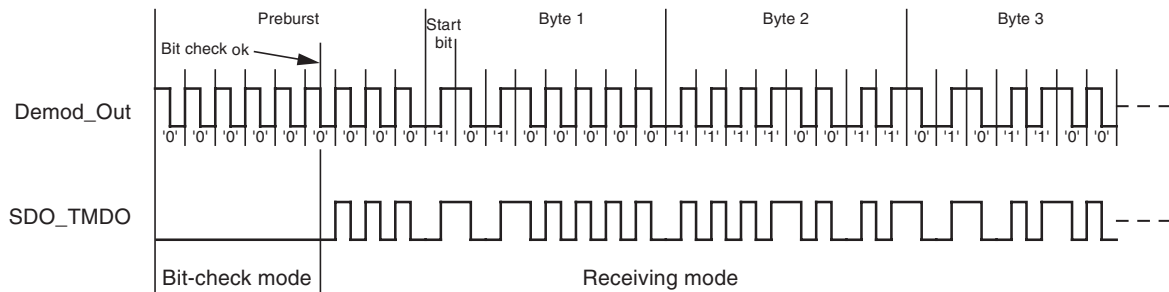 Preburst
Start bit
Byte 1
Byte 2
Byte 3
Bit check ok
Demod_Out
'0' '0' '0' '0' '0' '0' '0' '0' '0' '1' '0' '1' '0' '0' '0' '0' '0' '1' '1' '1' '0' '0' '1' '1' '0' '1' '0' '1' '1' '0' '0'
SDO_TMDO
Bit-check mode
Receiving mode